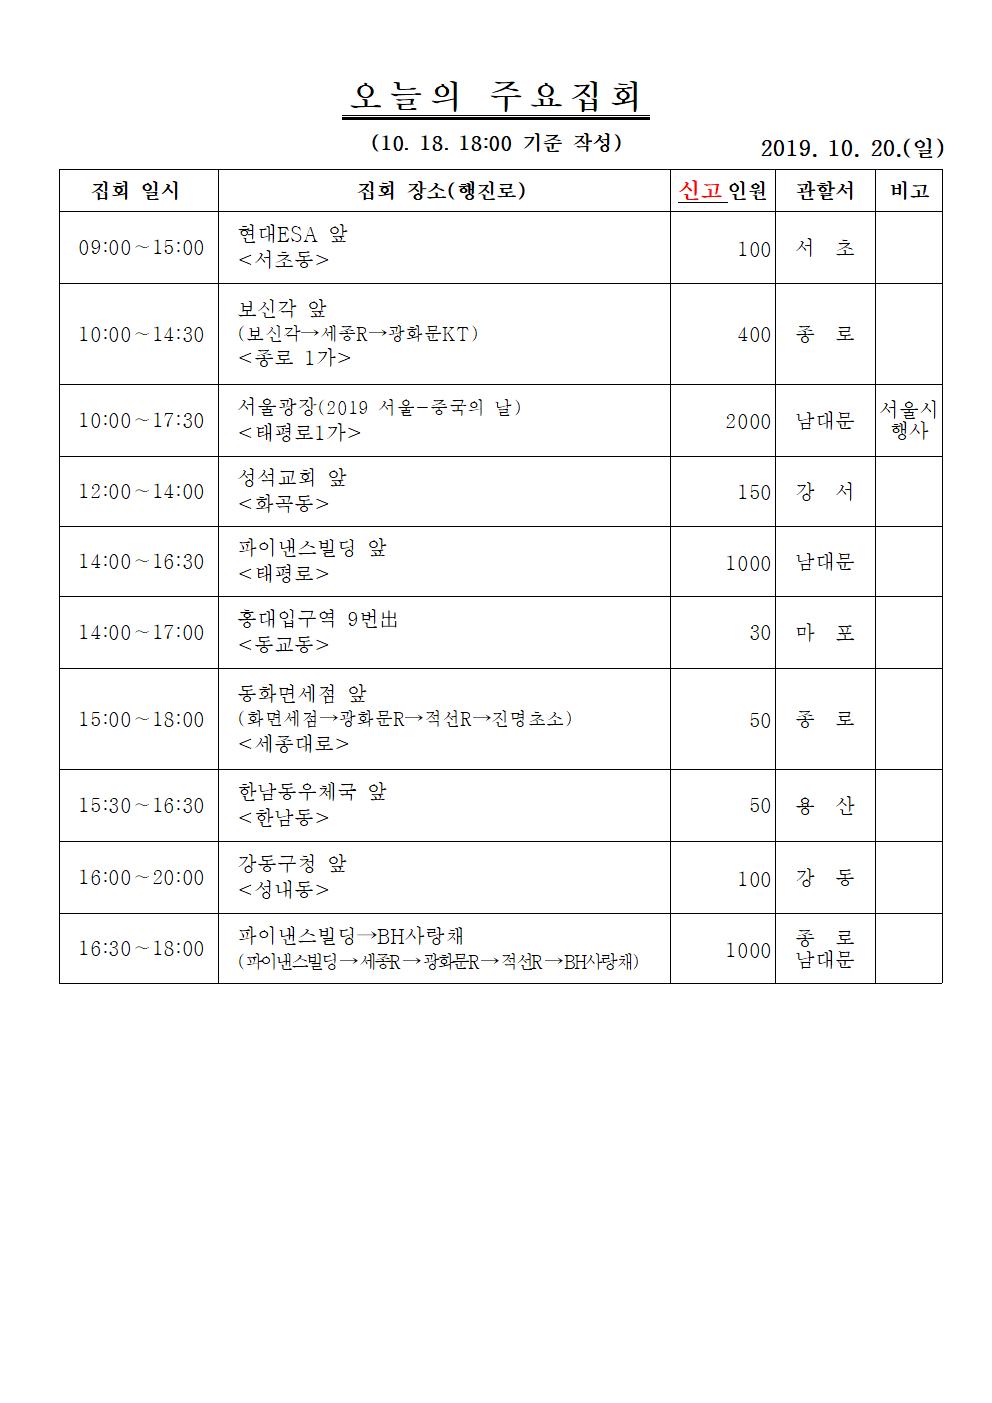 오늘의 주요집회
(10. 18. 18:00 기준 작성)
2019. 10. 20.(일)
집회 일시 집회 장소(행진로) 신고인원 관할서 비고
09:00~15:00 현대ESA 앞 100 서 초
<서초동>
10:00~14:30 보신각 앞 400 종 로
(보신각→세종R→광화문KT)
<종로 1가>
10:00~17:30 서울광장(2019 서울-중국의 날) 2000 남대문 서울시
<태평로1가> 행사
12:00~14:00 성석교회 앞 150 강 서
<화곡동>
14:00~16:30 파이낸스빌딩 앞 1000 남대문
<태평로>
14:00~17:00 홍대입구역 9번出 30 마 포
<동교동>
15:00~18:00 동화면세점 앞 50 종 로
(화면세점→광화문R→적선R→진명초소)
<세종대로>
15:30~16:30 한남동우체국 앞 50 용 산
<한남동>
16:00~20:00 강동구청 앞 100 강 동
<성내동>
16:30~18:00 파이낸스빌딩→BH사랑채 1000 종 로
(파이낸스빌딩→세종R→광화문R→적선R→BH사랑채) 남대문